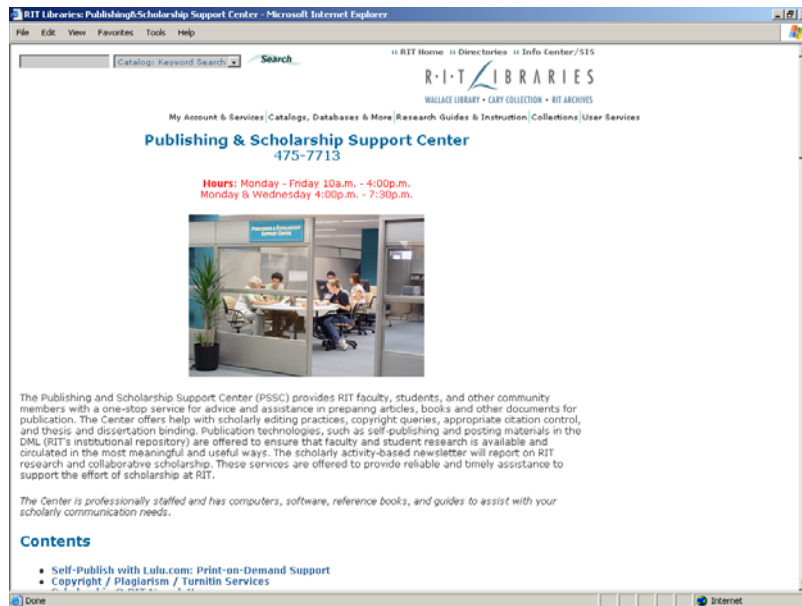 RIT Libraries: Publishing&Scholarship Support Center - Microsoft Internet Explorer
File Edit View Favorites Tools Help
:: RIT Home :: Directories :: Info Center/SIS
Catalog: Keyword Search Search
R·I·T LIBRARIES
WALLACE LIBRARY • CARY COLLECTION • RIT ARCHIVES
My Account & Services Catalogs, Databases & More Research Guides & Instruction Collections User Services
Publishing & Scholarship Support Center
475-7713
Hours: Monday - Friday 10a.m. - 4:00p.m.
Monday & Wednesday 4:00p.m. - 7:30p.m.
PUBLISHING & SCHOLARSHIP
SUPPORT CENTER
The Publishing and Scholarship Support Center (PSSC) provides RIT faculty, students, and other community
members with a one-stop service for advice and assistance in preparing articles, books and other documents for
publication. The Center offers help with scholarly editing practices, copyright queries, appropriate citation control,
and thesis and dissertation binding. Publication technologies, such as self-publishing and posting materials in the
DML (RIT's institutional repository) are offered to ensure that faculty and student research is available and
circulated in the most meaningful and useful ways. The scholarly activity-based newsletter will report on RIT
research and collaborative scholarship. These services are offered to provide reliable and timely assistance to
support the effort of scholarship at RIT.
The Center is professionally staffed and has computers, software, reference books, and guides to assist with your
scholarly communication needs.
Contents
• Self-Publish with Lulu.com: Print-on-Demand Support
• Copyright / Plagiarism / Turnitin Services
Done Internet